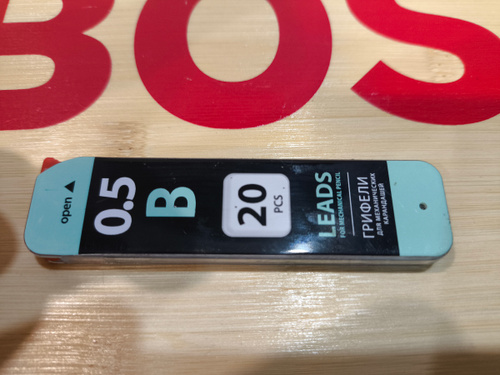 BOS
open ▲
0.5
B
20
PCS
LEADS
FOR MECHANICAL PENCIL
ГРИФЕЛИ
ДЛЯ МЕХАНИЧЕСКИХ
КАРАНДАШЕЙ